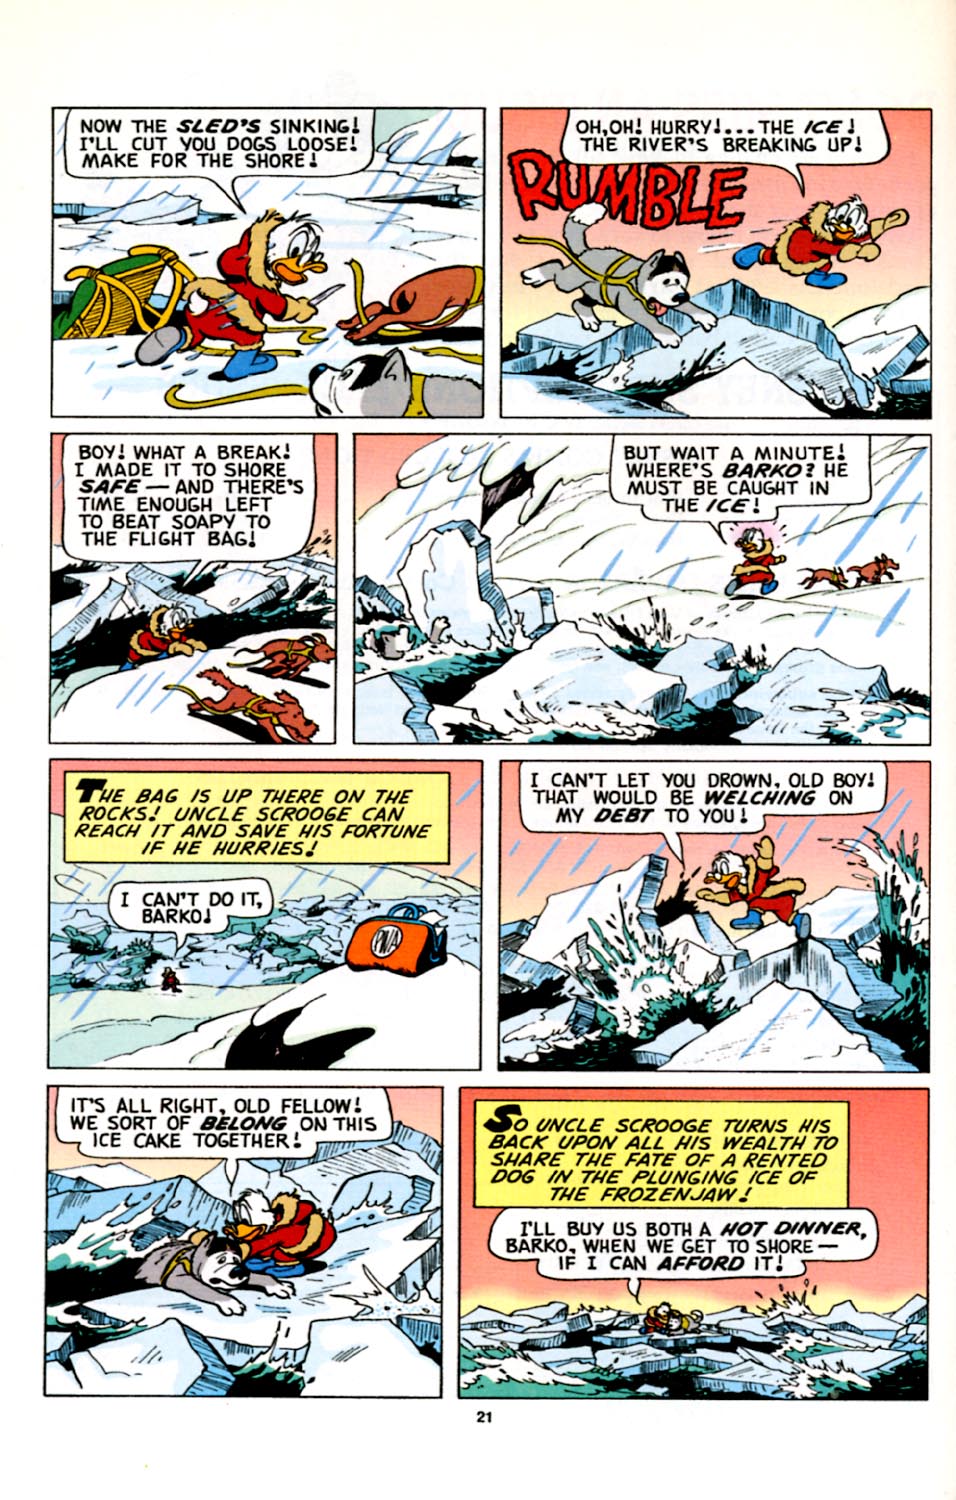 NOW THE SLED'S SINKING!
I'LL CUT YOU DOGS LOOSE!
MAKE FOR THE SHORE!
OH, OH! HURRY!...THE ICE!
THE RIVER'S BREAKING UP!
RUMBLE
BOY! WHAT A BREAK!
I MADE IT TO SHORE
SAFE — AND THERE'S
TIME ENOUGH LEFT
TO BEAT SOAPY TO
THE FLIGHT BAG!
BUT WAIT A MINUTE!
WHERE'S BARKO? HE
MUST BE CAUGHT IN
THE ICE!
THE BAG IS UP THERE ON THE
ROCKS! UNCLE SCROOGE CAN
REACH IT AND SAVE HIS FORTUNE
IF HE HURRIES!
I CAN'T DO IT,
BARKO!
I CAN'T LET YOU DROWN, OLD BOY!
THAT WOULD BE WELCHING ON
MY DEBT TO YOU!
IT'S ALL RIGHT, OLD FELLOW!
WE SORT OF BELONG ON THIS
ICE CAKE TOGETHER!
SO UNCLE SCROOGE TURNS HIS
BACK UPON ALL HIS WEALTH TO
SHARE THE FATE OF A RENTED
DOG IN THE PLUNGING ICE OF
THE FROZENJAW!
I'LL BUY US BOTH A HOT DINNER,
BARKO, WHEN WE GET TO SHORE —
IF I CAN AFFORD IT!
21